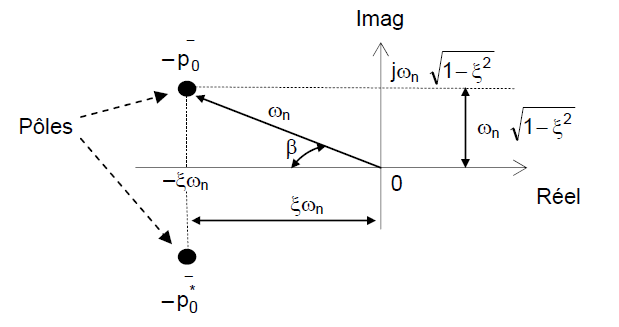 Imag
−p̄₀
jωₙ √(1−ξ²)
ωₙ
ωₙ √(1−ξ²)
Pôles
β
−ξωₙ
0
Réel
ξωₙ
−p̄₀*